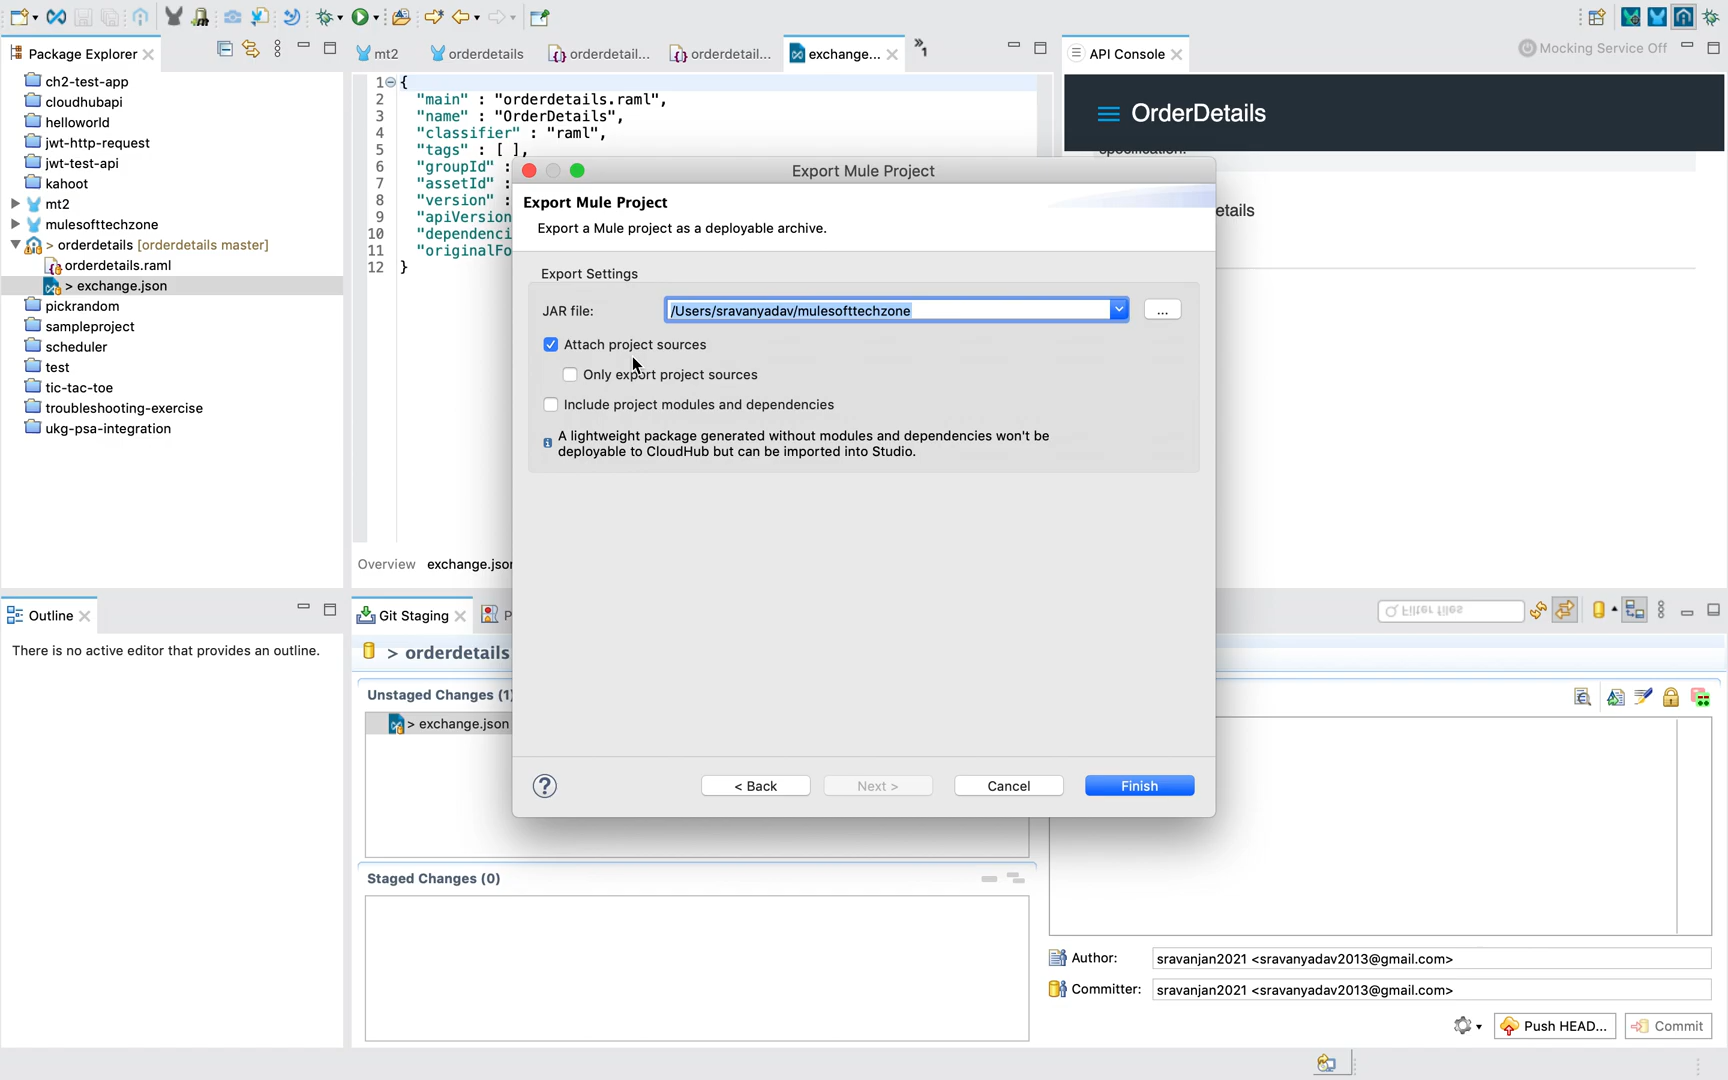 Package Explorer
mt2
orderdetails
orderdetail...
orderdetail...
exchange...
1
API Console
Mocking Service Off
ch2-test-app
cloudhubapi
helloworld
jwt-http-request
jwt-test-api
kahoot
mt2
mulesofttechzone
> orderdetails [orderdetails master]
orderdetails.raml
> exchange.json
pickrandom
sampleproject
scheduler
test
tic-tac-toe
troubleshooting-exercise
ukg-psa-integration
1 {
2 "main" : "orderdetails.raml",
3 "name" : "OrderDetails",
4 "classifier" : "raml",
5 "tags" : [ ],
6 "groupId" :
7 "assetId" :
8 "version" :
9 "apiVersion
10 "dependenci
11 "originalFo
12 }
Overview exchange.json
OrderDetails
specification.
etails
Export Mule Project
Export Mule Project
Export a Mule project as a deployable archive.
Export Settings
JAR file: /Users/sravanyadav/mulesofttechzone ...
Attach project sources
Only export project sources
Include project modules and dependencies
A lightweight package generated without modules and dependencies won't be
deployable to CloudHub but can be imported into Studio.
? < Back Next > Cancel Finish
Outline
There is no active editor that provides an outline.
Git Staging
P
Filter files
> orderdetails
Unstaged Changes (1)
> exchange.json
Staged Changes (0)
Author: sravanjan2021 <sravanyadav2013@gmail.com>
Committer: sravanjan2021 <sravanyadav2013@gmail.com>
Push HEAD... Commit